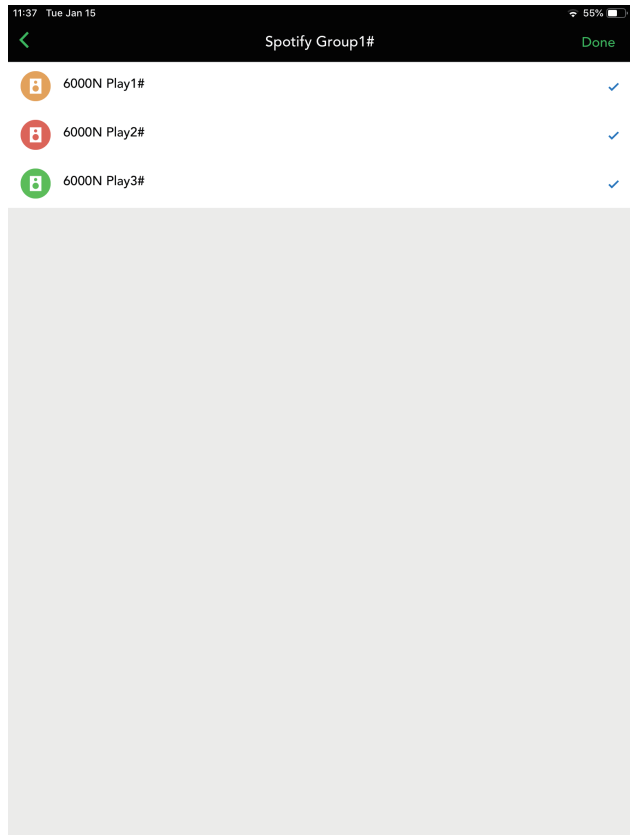 11:37 Tue Jan 15 55%
Spotify Group1# Done
6000N Play1#
6000N Play2#
6000N Play3#